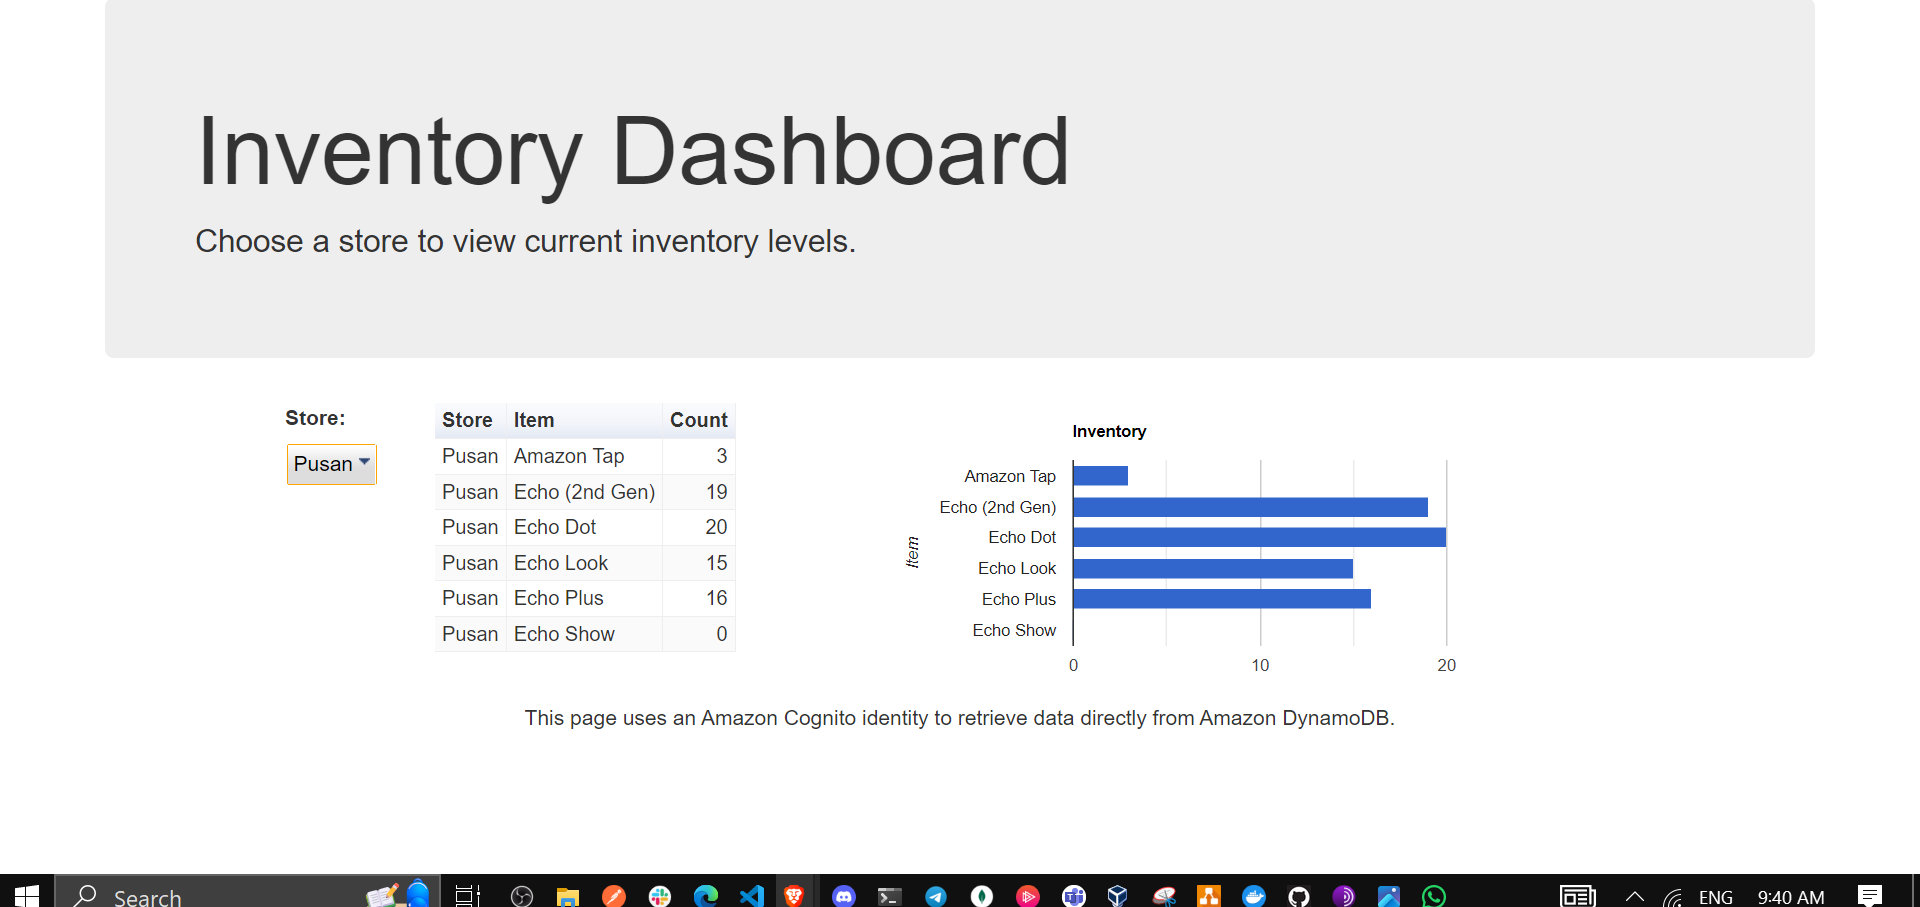 Inventory Dashboard
Choose a store to view current inventory levels.
Store:
Pusan
Store Item Count
Pusan Amazon Tap 3
Pusan Echo (2nd Gen) 19
Pusan Echo Dot 20
Pusan Echo Look 15
Pusan Echo Plus 16
Pusan Echo Show 0
Inventory
Item
Amazon Tap
Echo (2nd Gen)
Echo Dot
Echo Look
Echo Plus
Echo Show
0 10 20
This page uses an Amazon Cognito identity to retrieve data directly from Amazon DynamoDB.
Search
ENG 9:40 AM